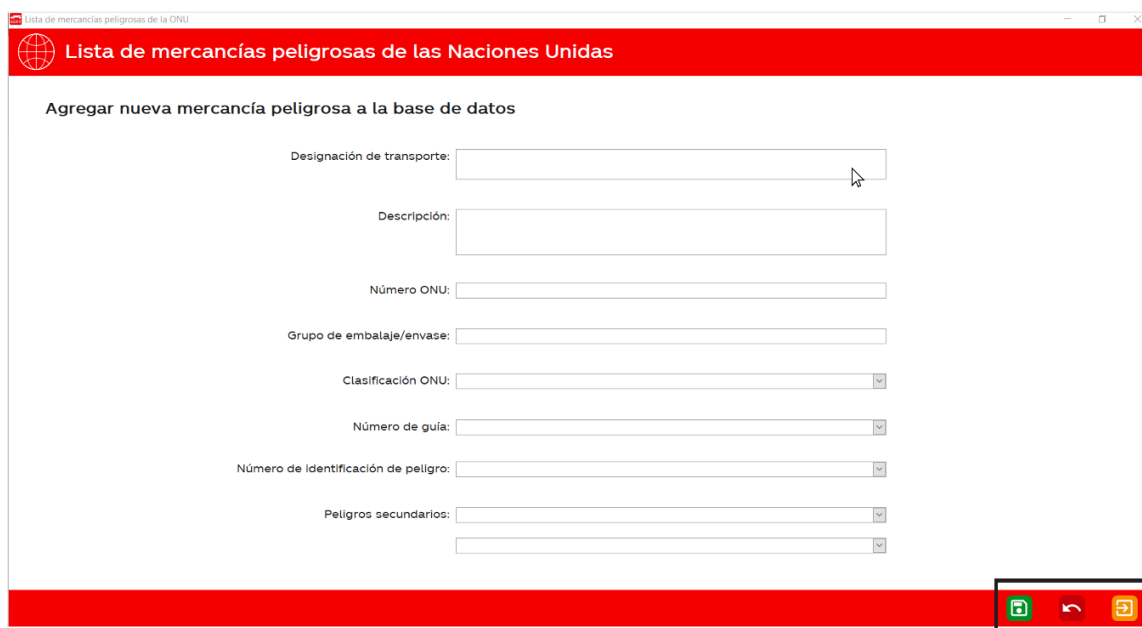 Lista de mercancías peligrosas de la ONU
Lista de mercancías peligrosas de las Naciones Unidas
Agregar nueva mercancía peligrosa a la base de datos
Designación de transporte:
Descripción:
Número ONU:
Grupo de embalaje/envase:
Clasificación ONU:
Número de guía:
Número de identificación de peligro:
Peligros secundarios: